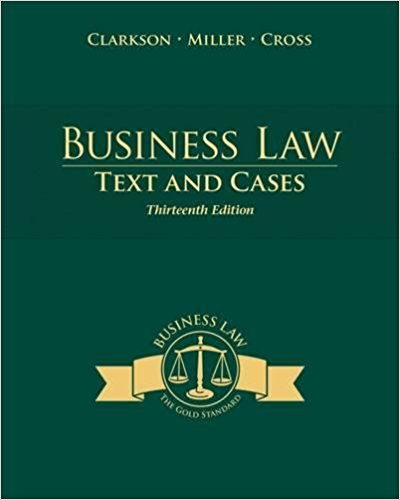 CLARKSON · MILLER · CROSS
BUSINESS LAW
TEXT AND CASES
Thirteenth Edition
BUSINESS LAW
THE GOLD STANDARD